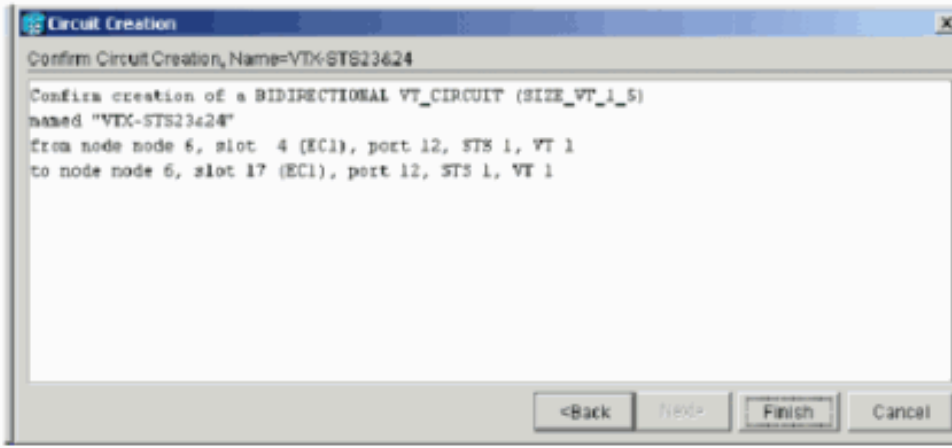 Circuit Creation
Confirm Circuit Creation, Name=VTX-STS23&24
Confirm creation of a BIDIRECTIONAL VT_CIRCUIT (SIZE_VT_1_5)
named "VTX-STS23&24"
from node node 6, slot 4 (EC1), port 12, STS 1, VT 1
to node node 6, slot 17 (EC1), port 12, STS 1, VT 1
<Back Next> Finish Cancel